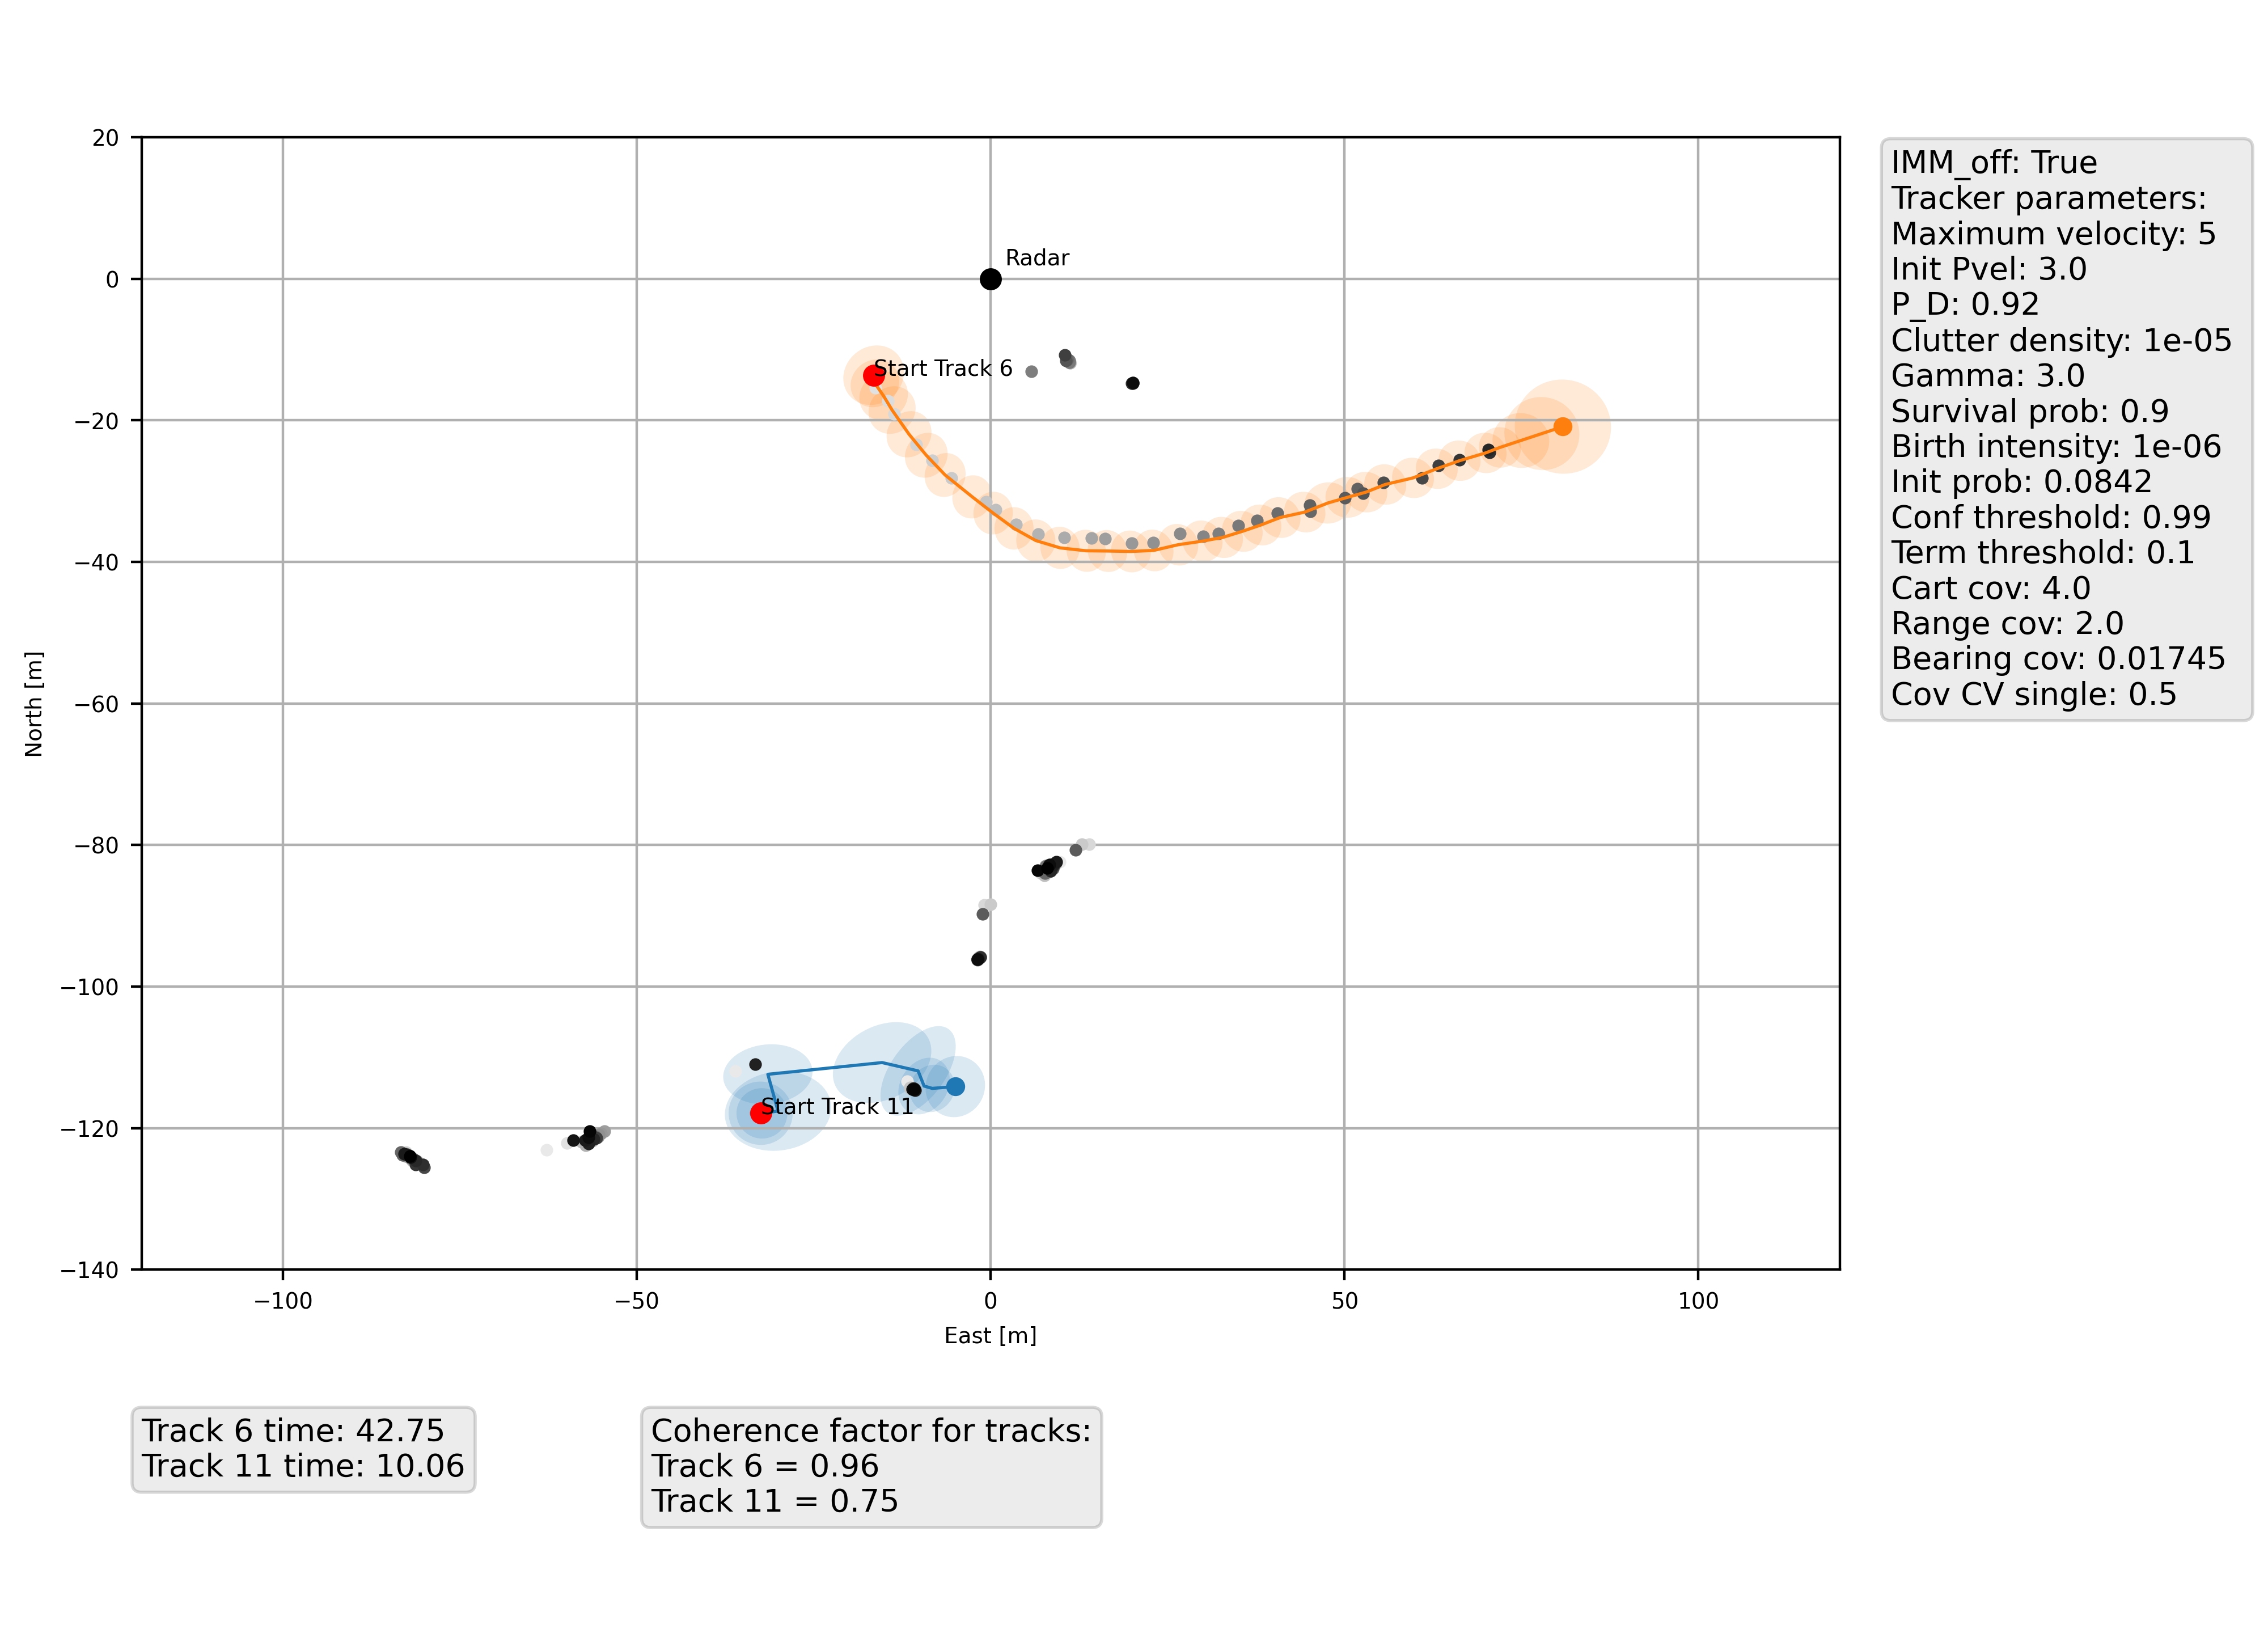 20
0
−20
−40
−60
−80
−100
−120
−140
−100
−50
0
50
100
North [m]
East [m]
Radar
Start Track 6
Start Track 11
IMM_off: True
Tracker parameters:
Maximum velocity: 5
Init Pvel: 3.0
P_D: 0.92
Clutter density: 1e-05
Gamma: 3.0
Survival prob: 0.9
Birth intensity: 1e-06
Init prob: 0.0842
Conf threshold: 0.99
Term threshold: 0.1
Cart cov: 4.0
Range cov: 2.0
Bearing cov: 0.01745
Cov CV single: 0.5
Track 6 time: 42.75
Track 11 time: 10.06
Coherence factor for tracks:
Track 6 = 0.96
Track 11 = 0.75